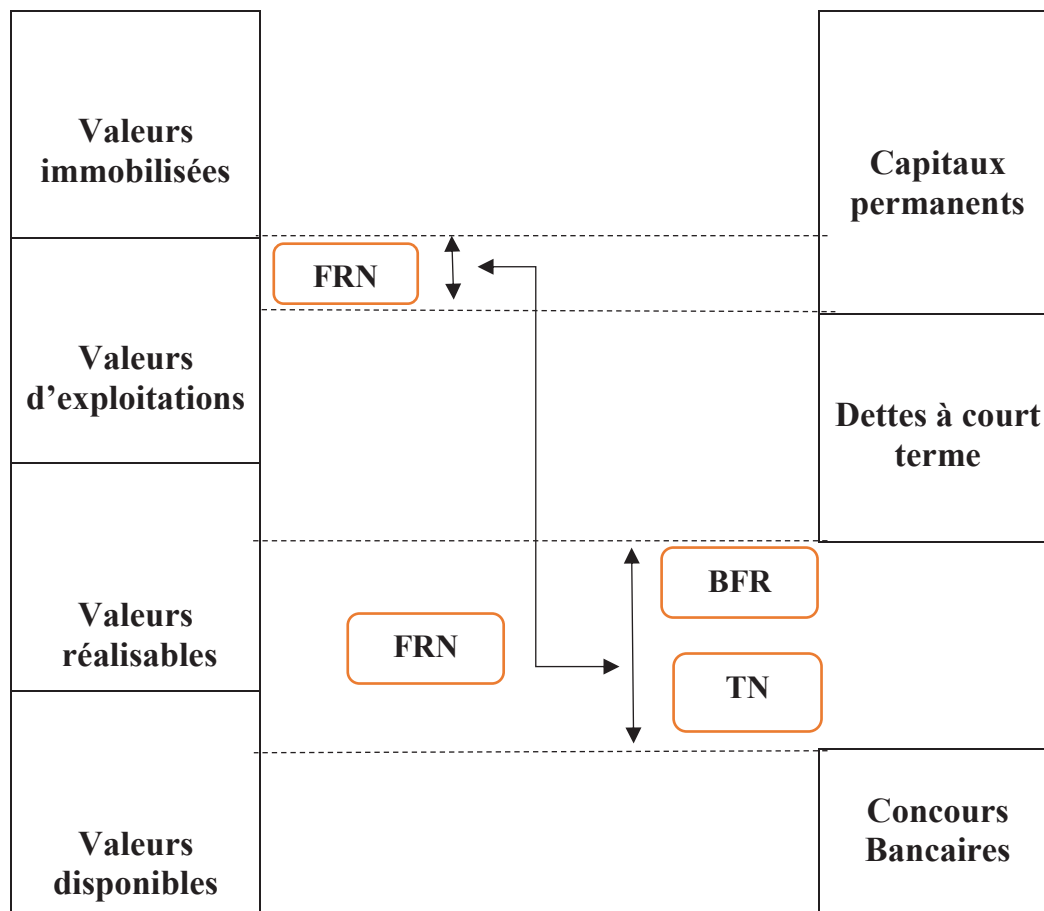 Valeurs
immobilisées
Capitaux
permanents
FRN
Valeurs
d’exploitations
Dettes à court
terme
BFR
Valeurs
réalisables
FRN
TN
Valeurs
disponibles
Concours
Bancaires